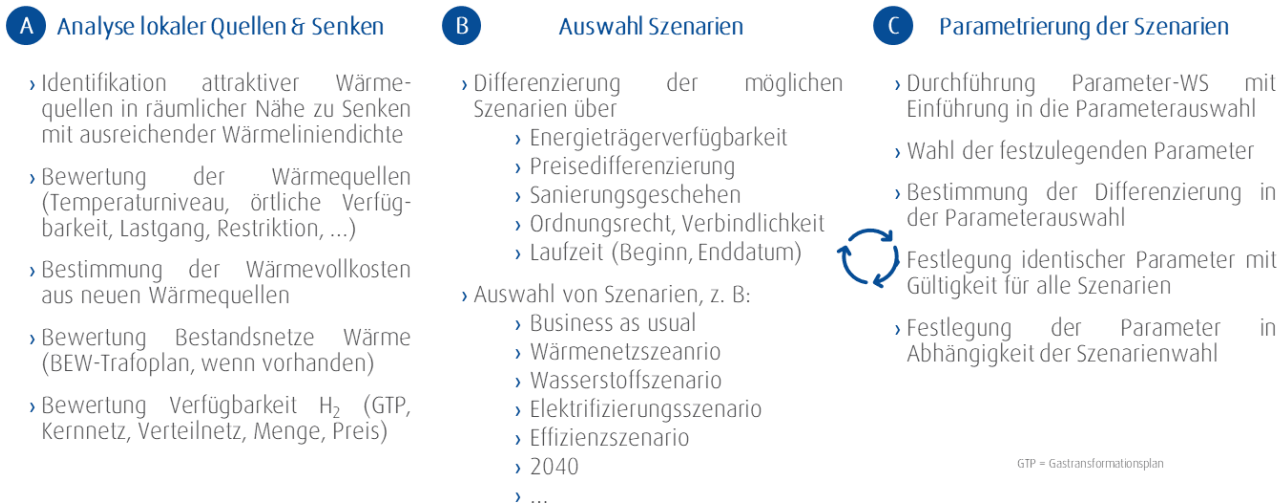 A Analyse lokaler Quellen & Senken
› Identifikation attraktiver Wärme-
quellen in räumlicher Nähe zu Senken
mit ausreichender Wärmeliniendichte
› Bewertung der Wärmequellen
(Temperaturniveau, örtliche Verfüg-
barkeit, Lastgang, Restriktion, ...)
› Bestimmung der Wärmevollkosten
aus neuen Wärmequellen
› Bewertung Bestandsnetze Wärme
(BEW-Trafoplan, wenn vorhanden)
› Bewertung Verfügbarkeit H₂ (GTP,
Kernnetz, Verteilnetz, Menge, Preis)
B Auswahl Szenarien
› Differenzierung der möglichen
Szenarien über
› Energieträgerverfügbarkeit
› Preisedifferenzierung
› Sanierungsgeschehen
› Ordnungsrecht, Verbindlichkeit
› Laufzeit (Beginn, Enddatum)
› Auswahl von Szenarien, z. B:
› Business as usual
› Wärmenetzszeanrio
› Wasserstoffszenario
› Elektrifizierungsszenario
› Effizienzszenario
› 2040
› ...
C Parametrierung der Szenarien
› Durchführung Parameter-WS mit
Einführung in die Parameterauswahl
› Wahl der festzulegenden Parameter
› Bestimmung der Differenzierung in
der Parameterauswahl
› Festlegung identischer Parameter mit
Gültigkeit für alle Szenarien
› Festlegung der Parameter in
Abhängigkeit der Szenarienwahl
GTP = Gastransformationsplan